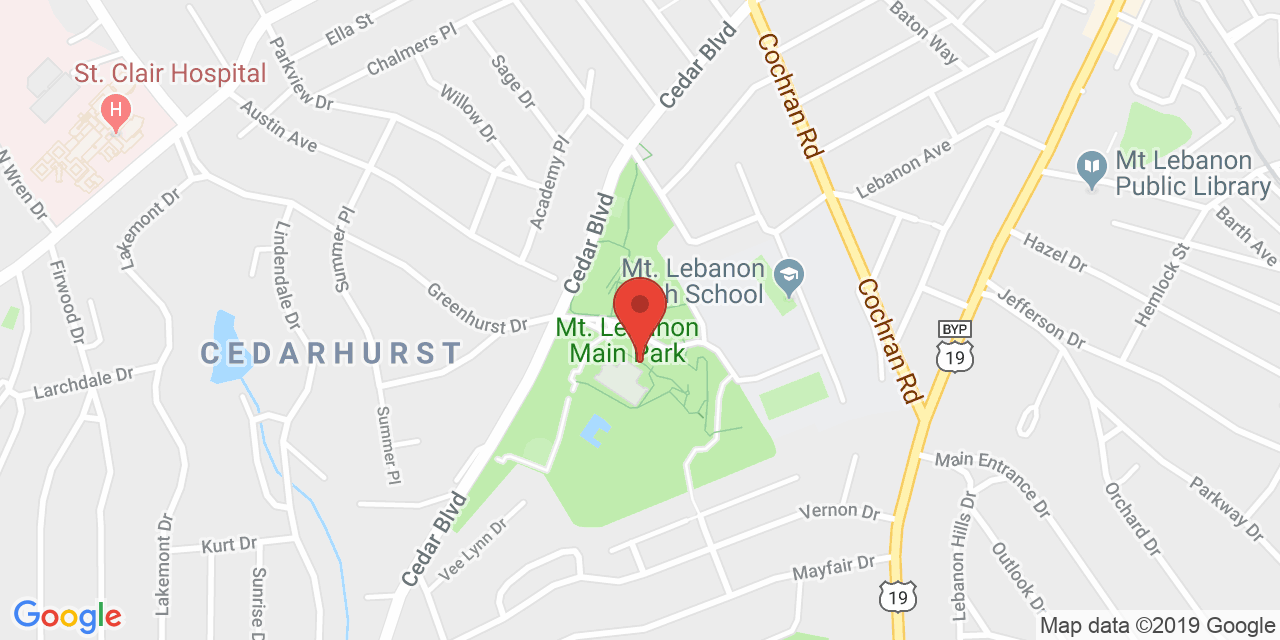 Ella St
Baton Way
Chalmers Pl
Cedar Blvd
Cochran Rd
Parkview Dr
Sage Dr
St. Clair Hospital
H
Willow Dr
Austin Ave
Academy Pl
Lebanon Ave
Mt Lebanon
Public Library
N Wren Dr
Lakemont Dr
Cedar Blvd
Summer Pl
Lindendale Dr
Barth Ave
Hazel Dr
Hemlock St
Firwood Dr
Mt. Lebanon
h School
Greenhurst Dr
Cochran Rd
Jefferson Dr
Mt. Lebanon
Main Park
BYP
19
CEDARHURST
Larchdale Dr
Summer Pl
Main Entrance Dr
Cedar Blvd
Vernon Dr
Parkway Dr
Orchard Dr
Lebanon Hills Dr
Vee Lynn Dr
Kurt Dr
Lakemont Dr
Mayfair Dr
Outlook Dr
Sunrise D
19
Google
Map data ©2019 Google